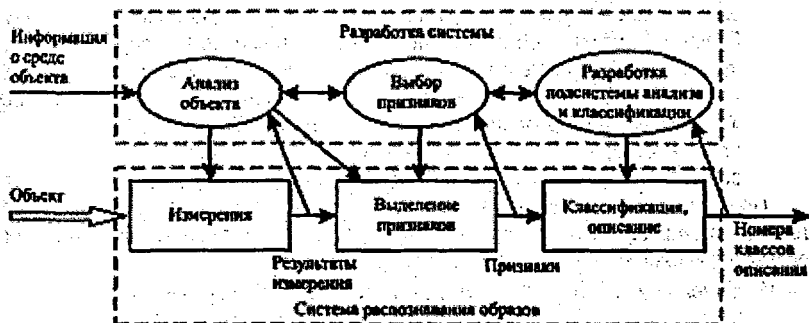 Информация
о среде
объекта
Разработка системы
Анализ
объекта
Выбор
признаков
Разработка
подсистемы анализа
и классификации
Объект
Измерения
Выделение
признаков
Классификация,
описание
Результаты
измерения
Признаки
Номера
классов
описания
Система распознавания образов